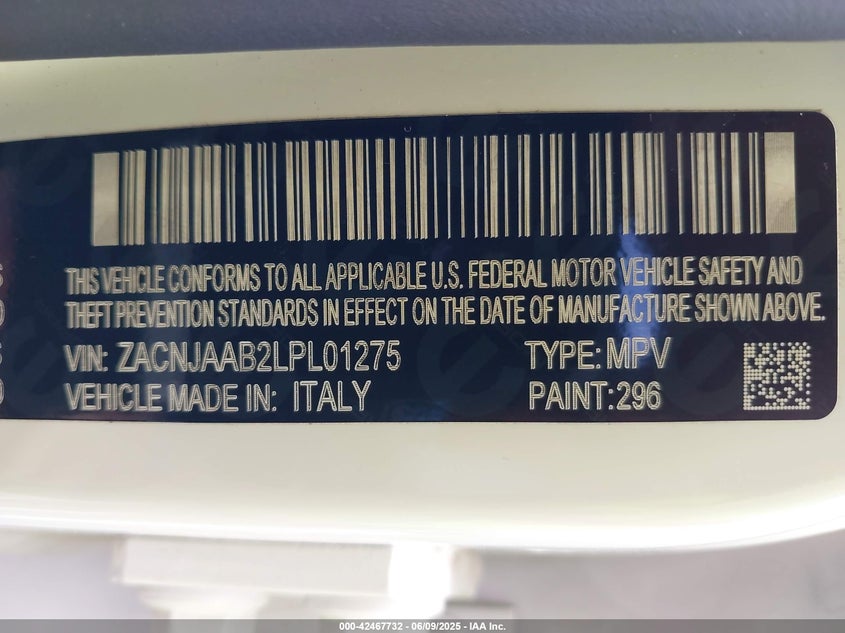 THIS VEHICLE CONFORMS TO ALL APPLICABLE U.S. FEDERAL MOTOR VEHICLE SAFETY AND
THEFT PREVENTION STANDARDS IN EFFECT ON THE DATE OF MANUFACTURE SHOWN ABOVE.
VIN: ZACNJAAB2LPL01275 TYPE: MPV
VEHICLE MADE IN: ITALY PAINT:296
000-42467732 - 06/09/2025 - IAA Inc.